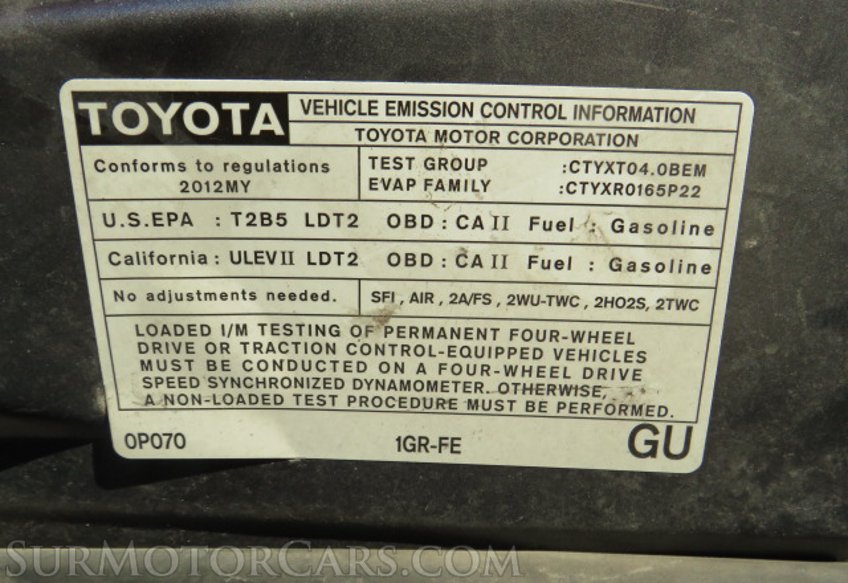 TOYOTA
VEHICLE EMISSION CONTROL INFORMATION
TOYOTA MOTOR CORPORATION
Conforms to regulations
2012MY
TEST GROUP :CTYXT04.0BEM
EVAP FAMILY :CTYXR0165P22
U.S.EPA : T2B5 LDT2 OBD : CA II Fuel : Gasoline
California : ULEV II LDT2 OBD : CA II Fuel : Gasoline
No adjustments needed.
SFI , AIR , 2A/FS , 2WU-TWC , 2HO2S, 2TWC
LOADED I/M TESTING OF PERMANENT FOUR-WHEEL
DRIVE OR TRACTION CONTROL-EQUIPPED VEHICLES
MUST BE CONDUCTED ON A FOUR-WHEEL DRIVE
SPEED SYNCHRONIZED DYNAMOMETER. OTHERWISE,
A NON-LOADED TEST PROCEDURE MUST BE PERFORMED.
0P070 1GR-FE GU
SURMOTORCARS.COM